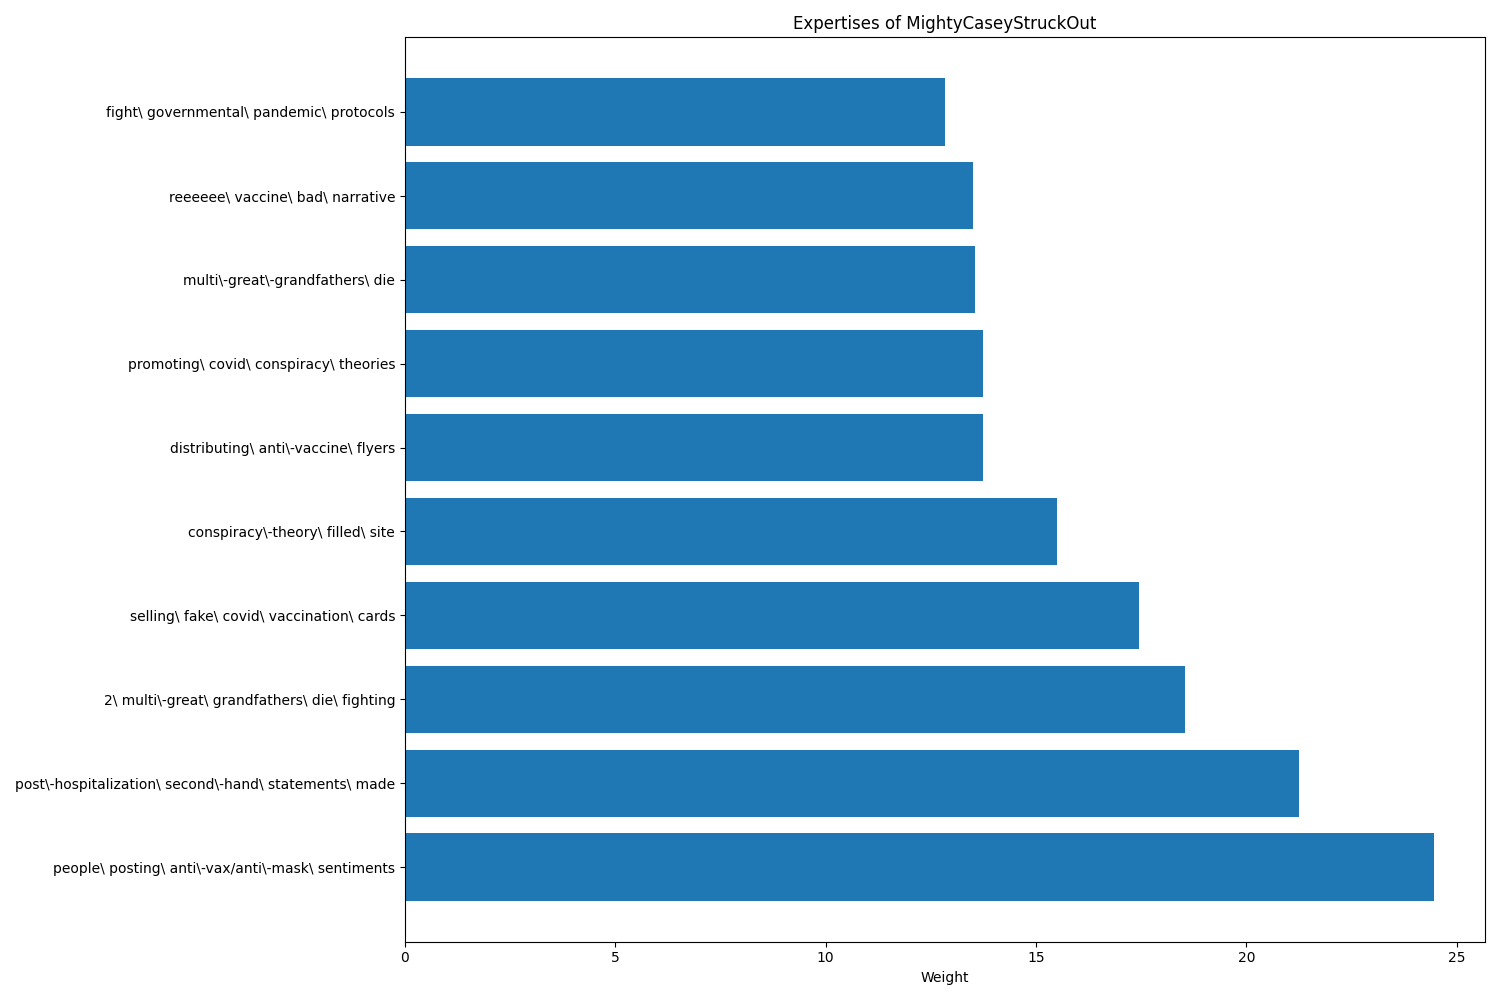 Expertises of MightyCaseyStruckOut
fight\ governmental\ pandemic\ protocols
reeeeee\ vaccine\ bad\ narrative
multi\-great\-grandfathers\ die
promoting\ covid\ conspiracy\ theories
distributing\ anti\-vaccine\ flyers
conspiracy\-theory\ filled\ site
selling\ fake\ covid\ vaccination\ cards
2\ multi\-great\ grandfathers\ die\ fighting
post\-hospitalization\ second\-hand\ statements\ made
people\ posting\ anti\-vax/anti\-mask\ sentiments
0 5 10 15 20 25
Weight